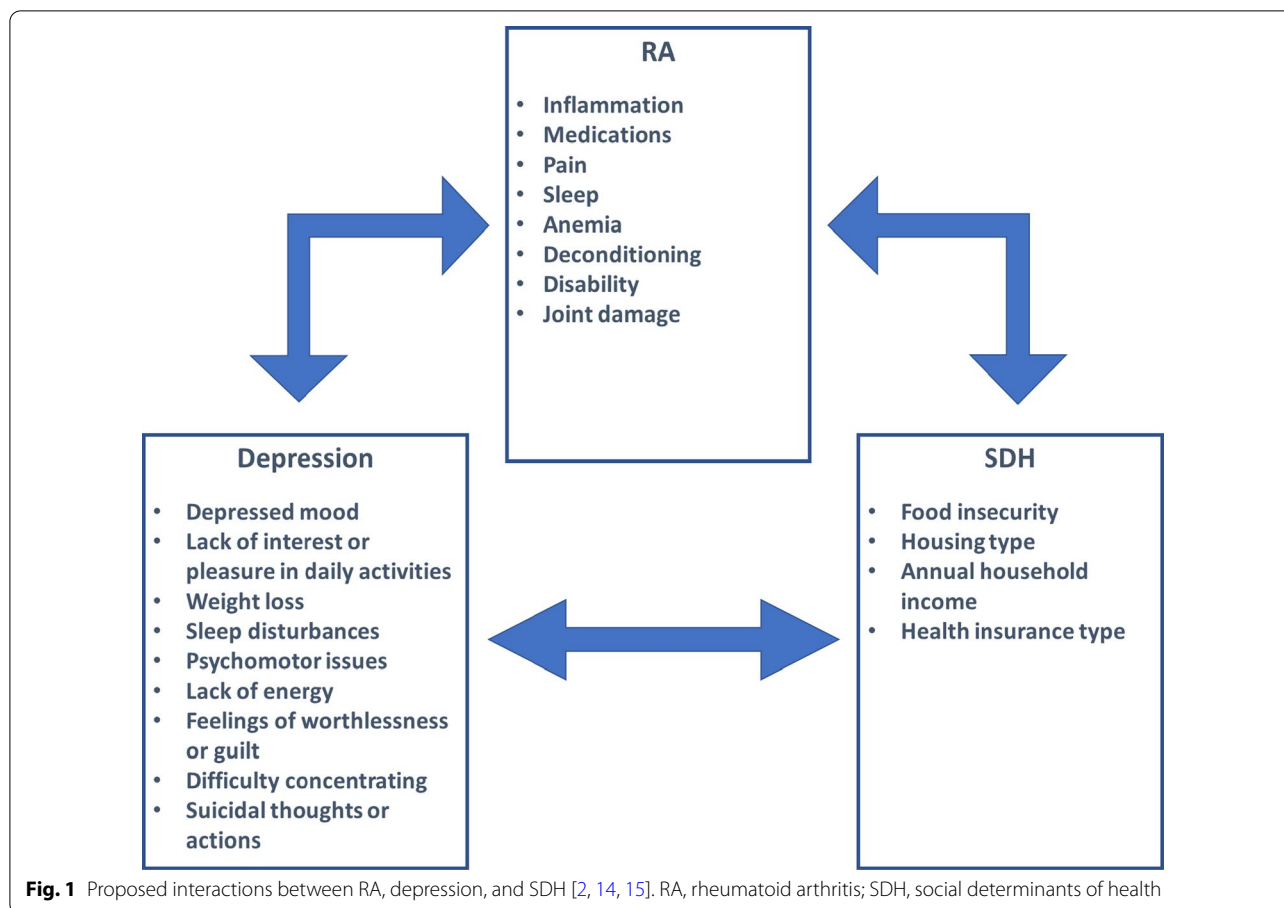 RA
• Inflammation
• Medications
• Pain
• Sleep
• Anemia
• Deconditioning
• Disability
• Joint damage
Depression
• Depressed mood
• Lack of interest or
pleasure in daily activities
• Weight loss
• Sleep disturbances
• Psychomotor issues
• Lack of energy
• Feelings of worthlessness
or guilt
• Difficulty concentrating
• Suicidal thoughts or
actions
SDH
• Food insecurity
• Housing type
• Annual household
income
• Health insurance type
Fig. 1 Proposed interactions between RA, depression, and SDH [2, 14, 15]. RA, rheumatoid arthritis; SDH, social determinants of health